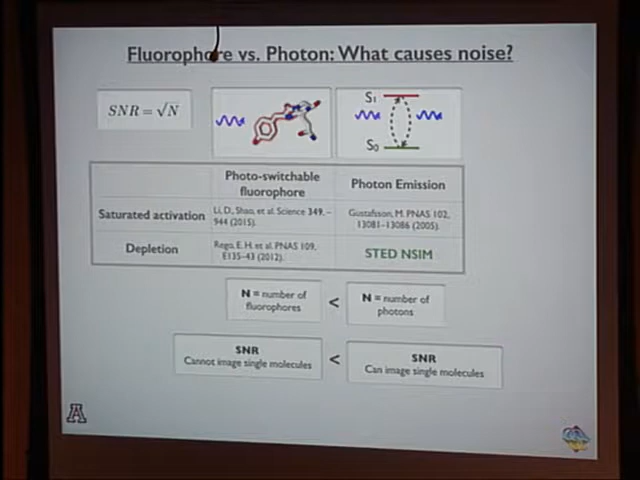 Fluorophore vs. Photon: What causes noise?
SNR = √N
S₁
S₀
Photo-switchable
fluorophore
Photon Emission
Saturated activation
Li, D., Shao, et al. Science 349, –
944 (2015).
Gustafsson, M. PNAS 102,
13081–13086 (2005).
Depletion
Rego, E. H. et al. PNAS 109,
E135–43 (2012).
STED NSIM
N = number of
fluorophores
<
N = number of
photons
SNR
Cannot image single molecules
<
SNR
Can image single molecules
A